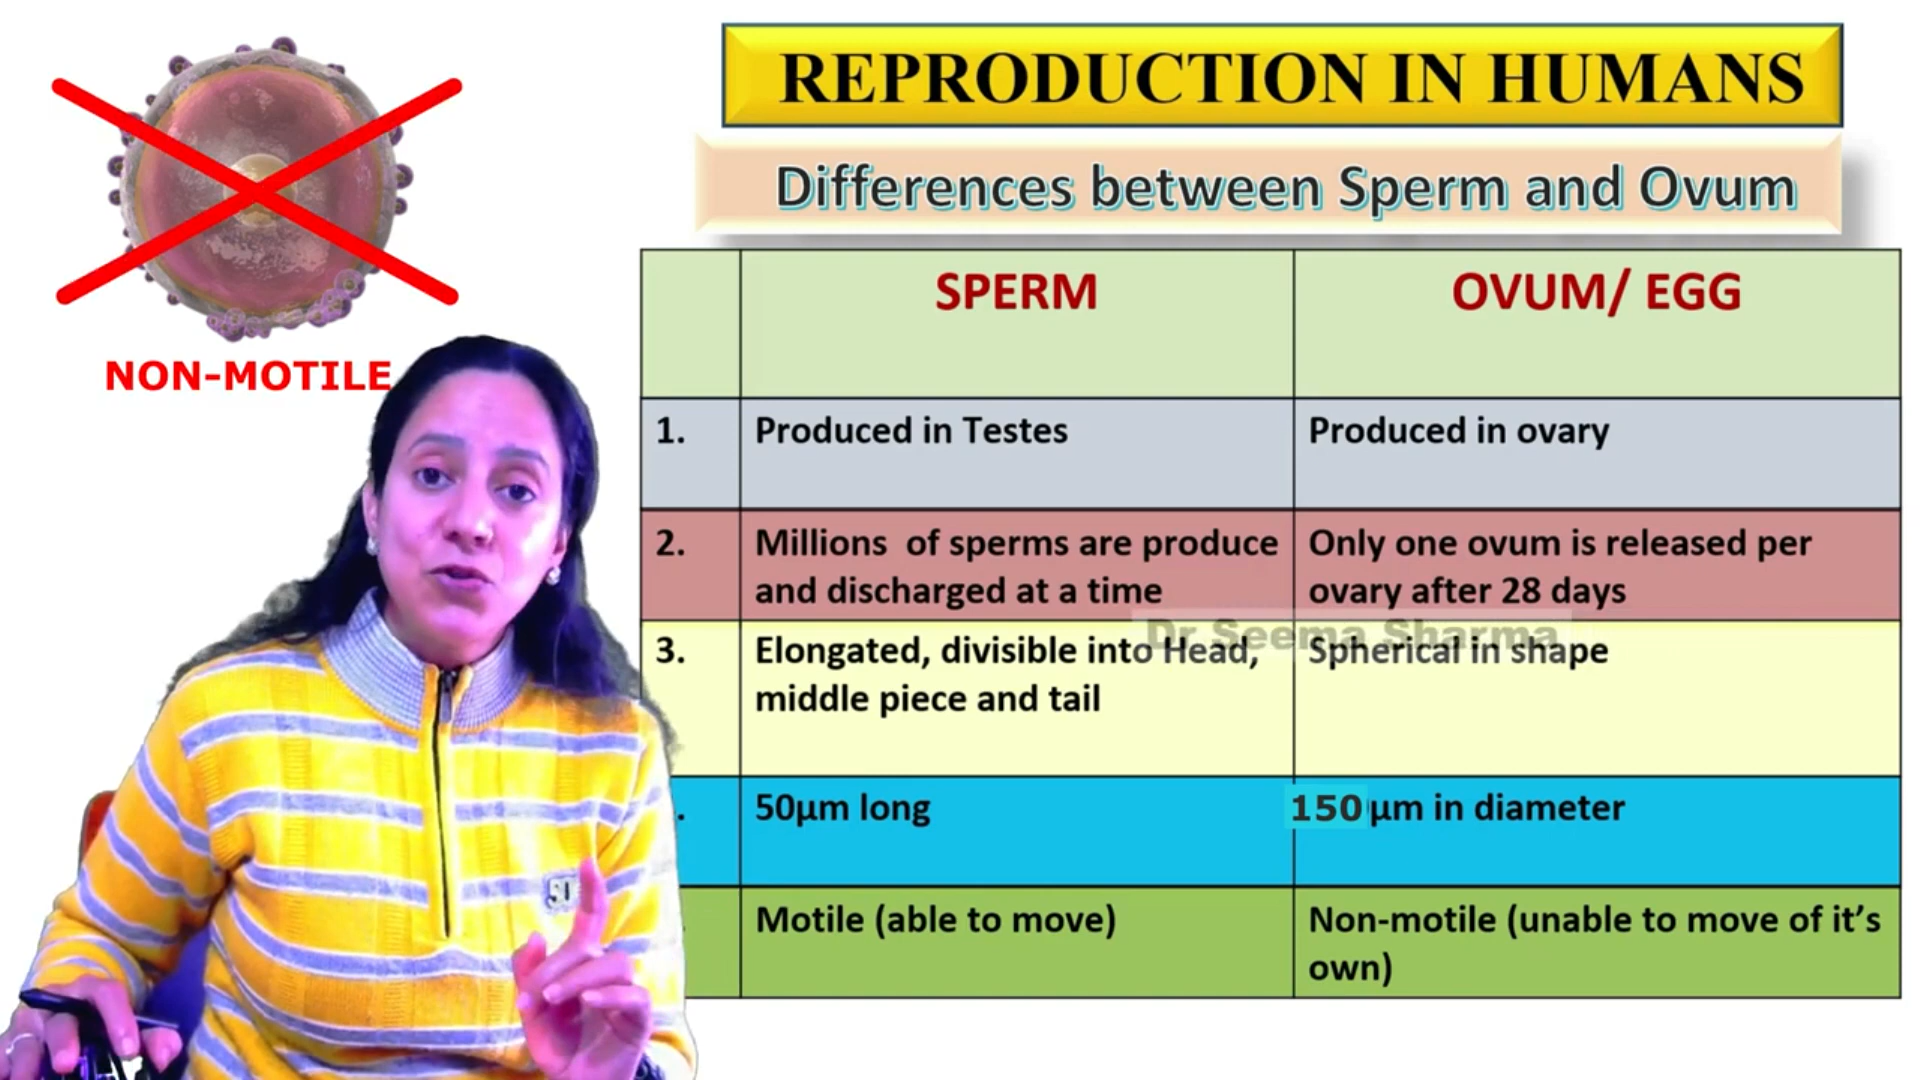 REPRODUCTION IN HUMANS
Differences between Sperm and Ovum
NON-MOTILE
SPERM
OVUM/ EGG
1.
Produced in Testes
Produced in ovary
2.
Millions of sperms are produce
and discharged at a time
Only one ovum is released per
ovary after 28 days
Dr Seema Sharma
3.
Elongated, divisible into Head,
middle piece and tail
Spherical in shape
50µm long
150 µm in diameter
Motile (able to move)
Non-motile (unable to move of it’s
own)